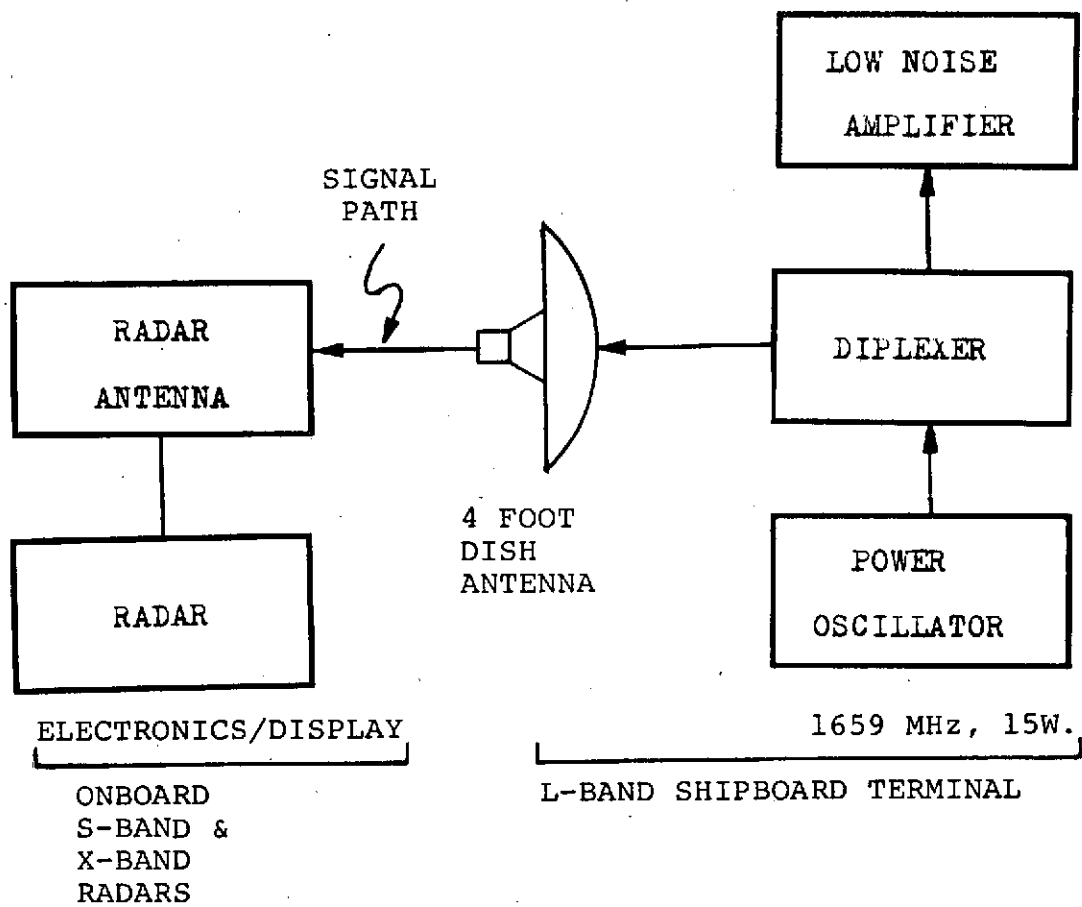 LOW NOISE
AMPLIFIER
SIGNAL
PATH
RADAR
ANTENNA
DIPLEXER
4 FOOT
DISH
ANTENNA
RADAR
POWER
OSCILLATOR
ELECTRONICS/DISPLAY
1659 MHz, 15W.
ONBOARD
S-BAND &
X-BAND
RADARS
L-BAND SHIPBOARD TERMINAL